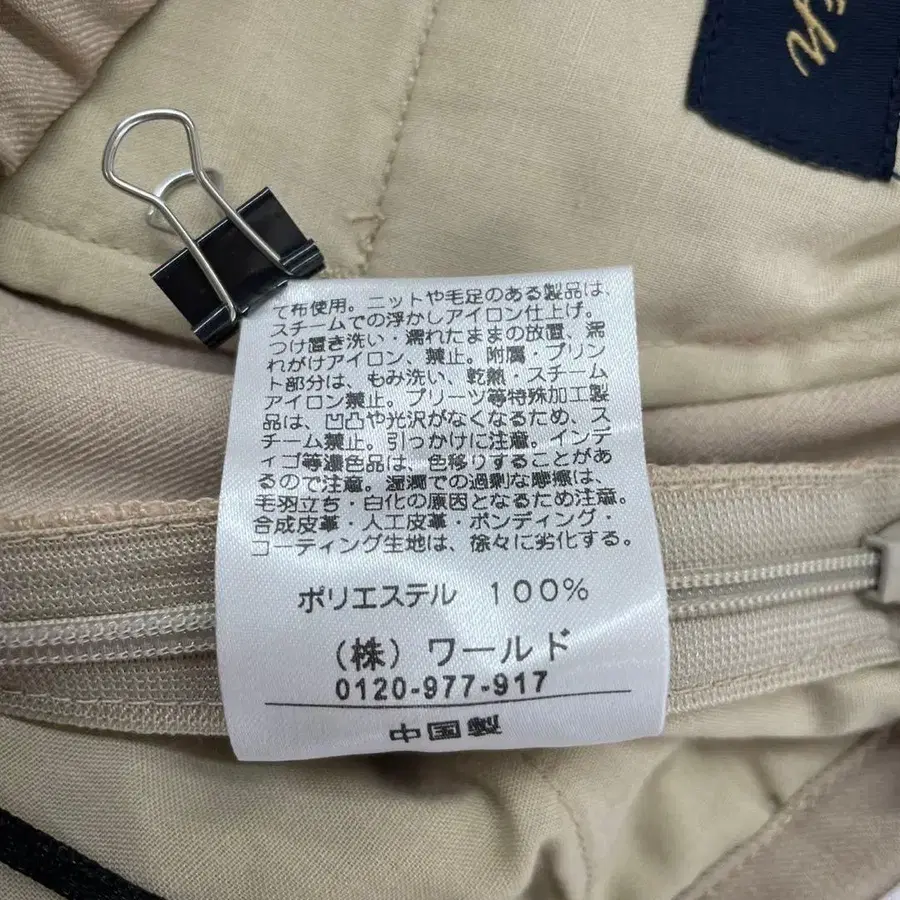 て布使用。ニットや毛足のある製品は、
スチームでの浮かしアイロン仕上げ。
つけ置き洗い・濡れたままの放置、濡
れがけアイロン、禁止。附属・プリン
ト部分は、もみ洗い、乾熱・スチーム
アイロン禁止。プリーツ等特殊加工製
品は、凹凸や光沢がなくなるため、ス
チーム禁止。引っかけに注意。インデ
ィゴ等濃色品は、色移りすることがあ
るので注意。湿潤での過剰な摩擦は、
毛羽立ち・白化の原因となるため注意。
合成皮革・人工皮革・ボンディング・
コーティング生地は、徐々に劣化する。
ポリエステル 100%
(株)ワールド
0120-977-917
中国製